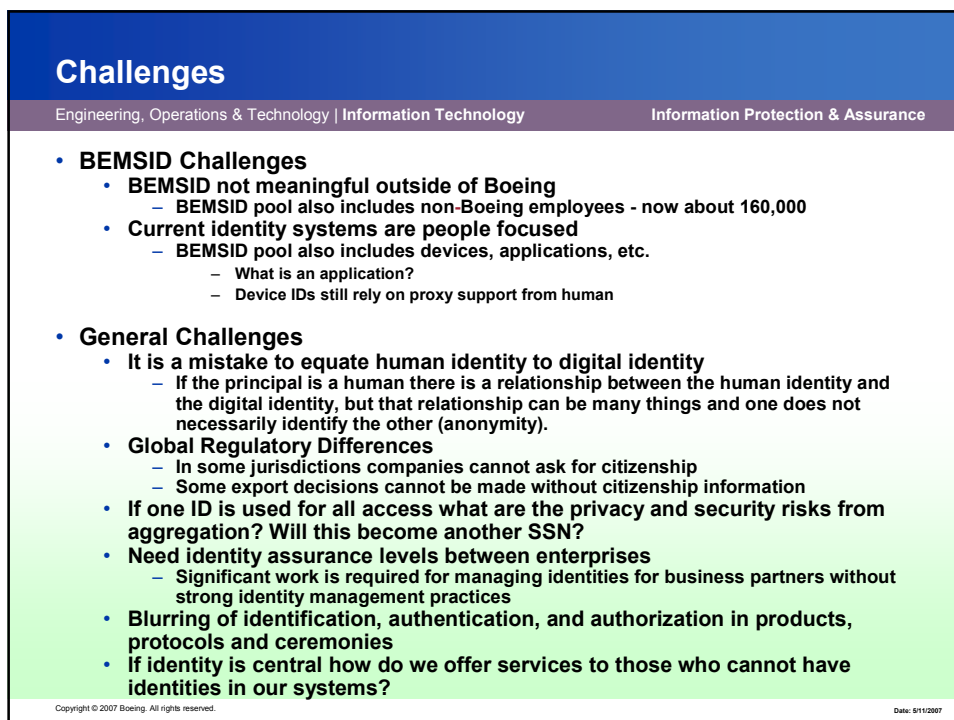 Challenges
Engineering, Operations & Technology | Information Technology Information Protection & Assurance
• BEMSID Challenges
• BEMSID not meaningful outside of Boeing
– BEMSID pool also includes non-Boeing employees - now about 160,000
• Current identity systems are people focused
– BEMSID pool also includes devices, applications, etc.
– What is an application?
– Device IDs still rely on proxy support from human
• General Challenges
• It is a mistake to equate human identity to digital identity
– If the principal is a human there is a relationship between the human identity and
the digital identity, but that relationship can be many things and one does not
necessarily identify the other (anonymity).
• Global Regulatory Differences
– In some jurisdictions companies cannot ask for citizenship
– Some export decisions cannot be made without citizenship information
• If one ID is used for all access what are the privacy and security risks from
aggregation? Will this become another SSN?
• Need identity assurance levels between enterprises
– Significant work is required for managing identities for business partners without
strong identity management practices
• Blurring of identification, authentication, and authorization in products,
protocols and ceremonies
• If identity is central how do we offer services to those who cannot have
identities in our systems?
Copyright © 2007 Boeing. All rights reserved. Date: 5/11/2007